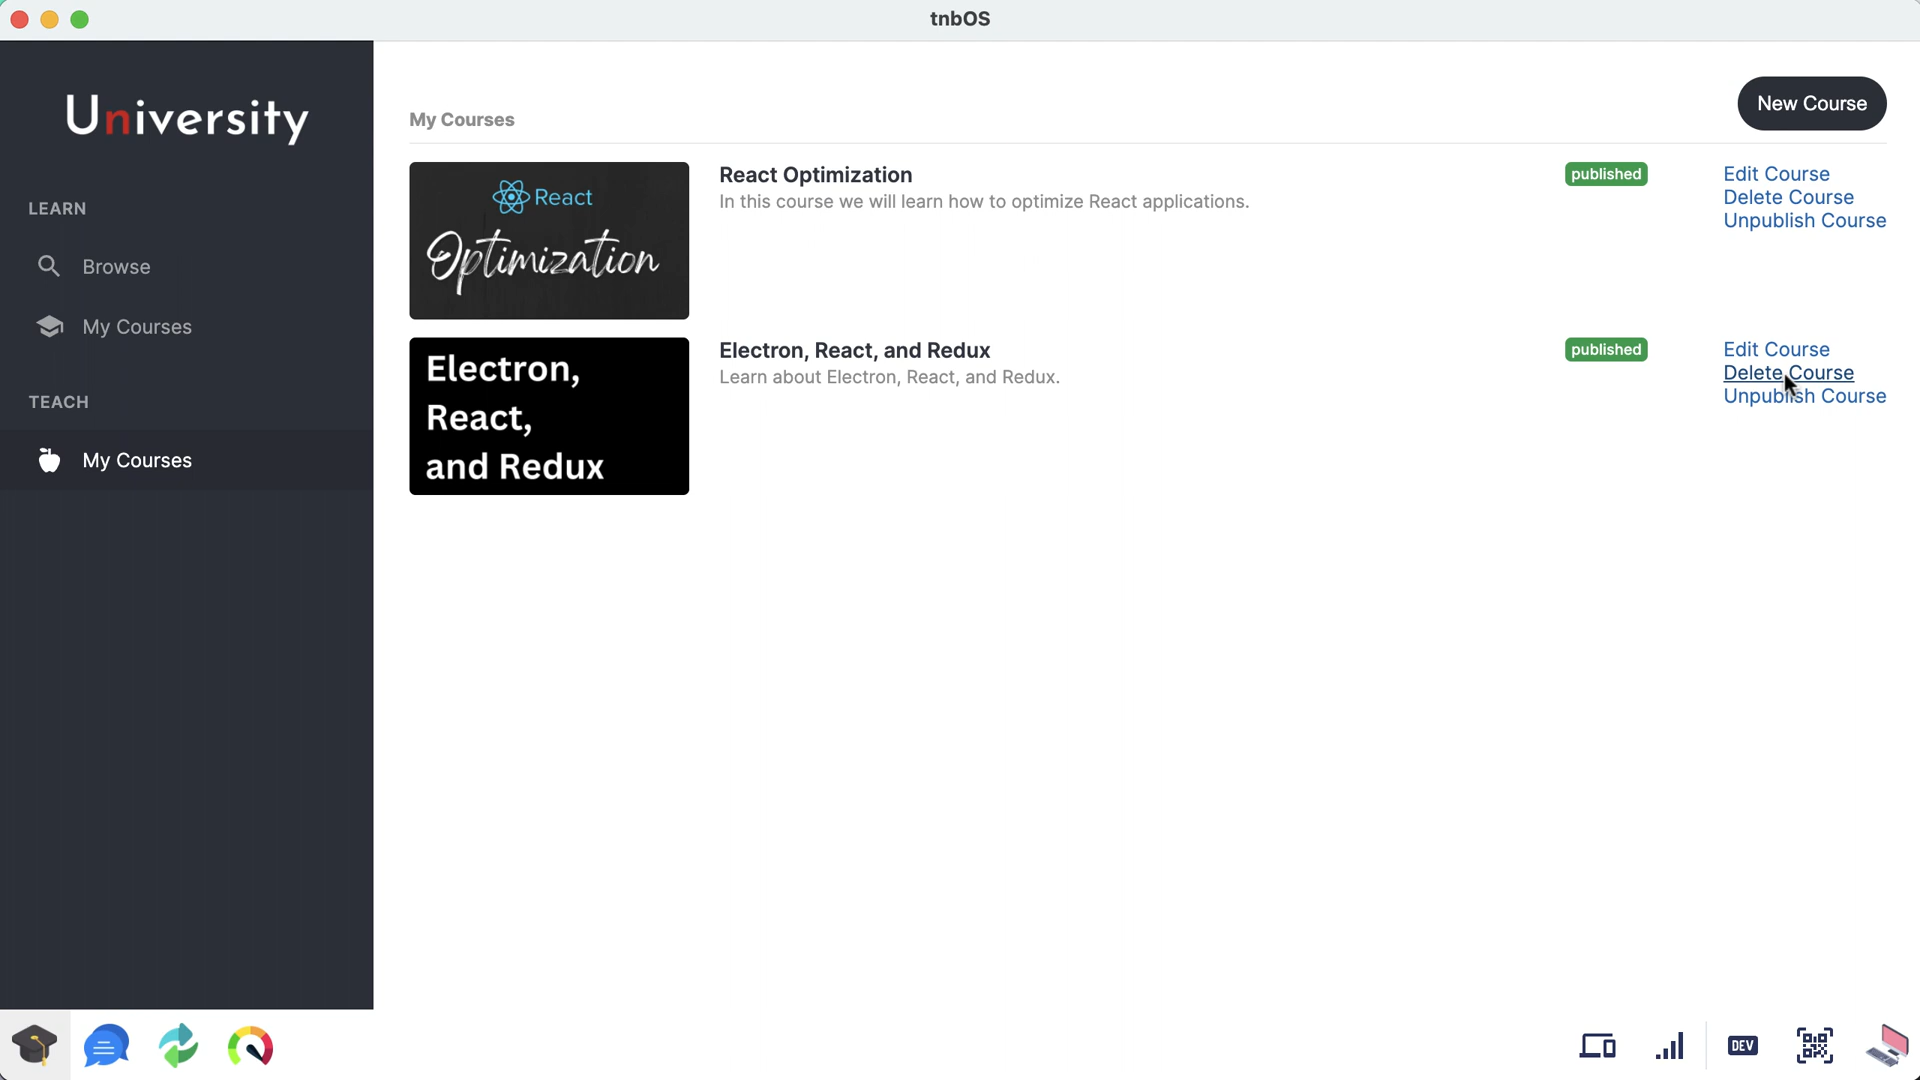 tnbOS
University
LEARN
Browse
My Courses
TEACH
My Courses
My Courses
New Course
React
Optimization
React Optimization
In this course we will learn how to optimize React applications.
published
Edit Course
Delete Course
Unpublish Course
Electron,
React,
and Redux
Electron, React, and Redux
Learn about Electron, React, and Redux.
published
Edit Course
Delete Course
Unpublish Course
DEV